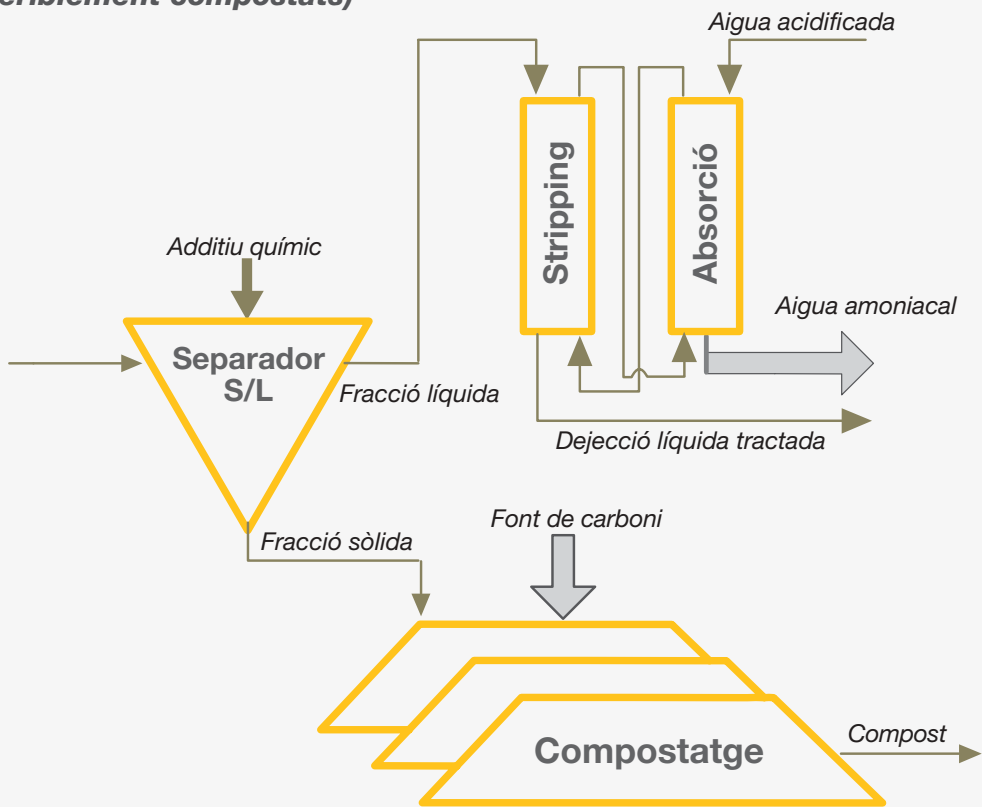 compostats)
Aigua acidificada
Stripping
Absorció
Additiu químic
Aigua amoniacal
Separador
S/L
Fracció líquida
Dejecció líquida tractada
Font de carboni
Fracció sòlida
Compost
Compostatge